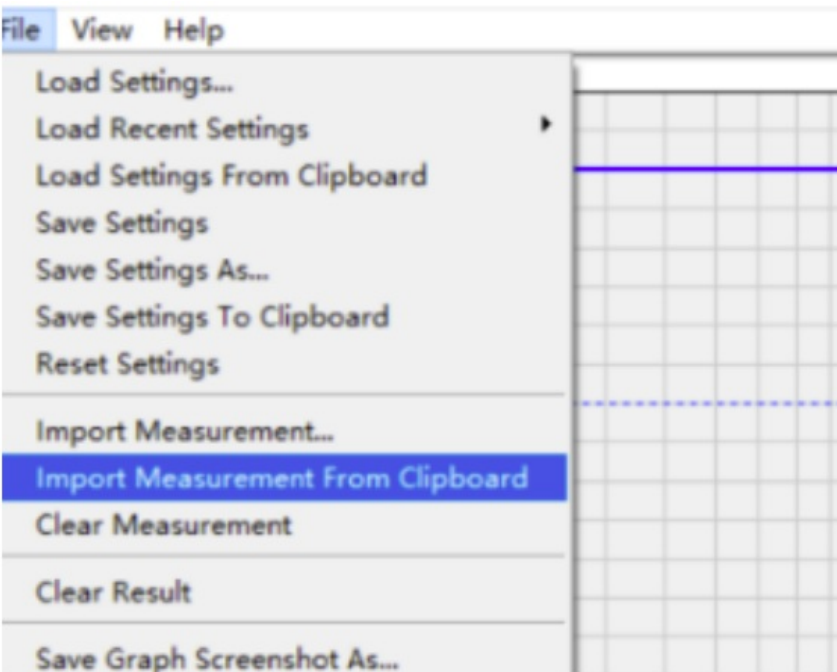 File View Help
Load Settings...
Load Recent Settings
Load Settings From Clipboard
Save Settings
Save Settings As...
Save Settings To Clipboard
Reset Settings
Import Measurement...
Import Measurement From Clipboard
Clear Measurement
Clear Result
Save Graph Screenshot As...